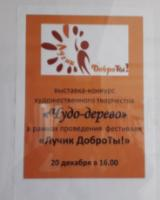 Лучик
ДоброТы!
выставка-конкурс
художественного творчества
«Чудо-дерево»
в рамках проведения фестиваля
«Лучик ДоброТы!»
20 декабря в 16.00